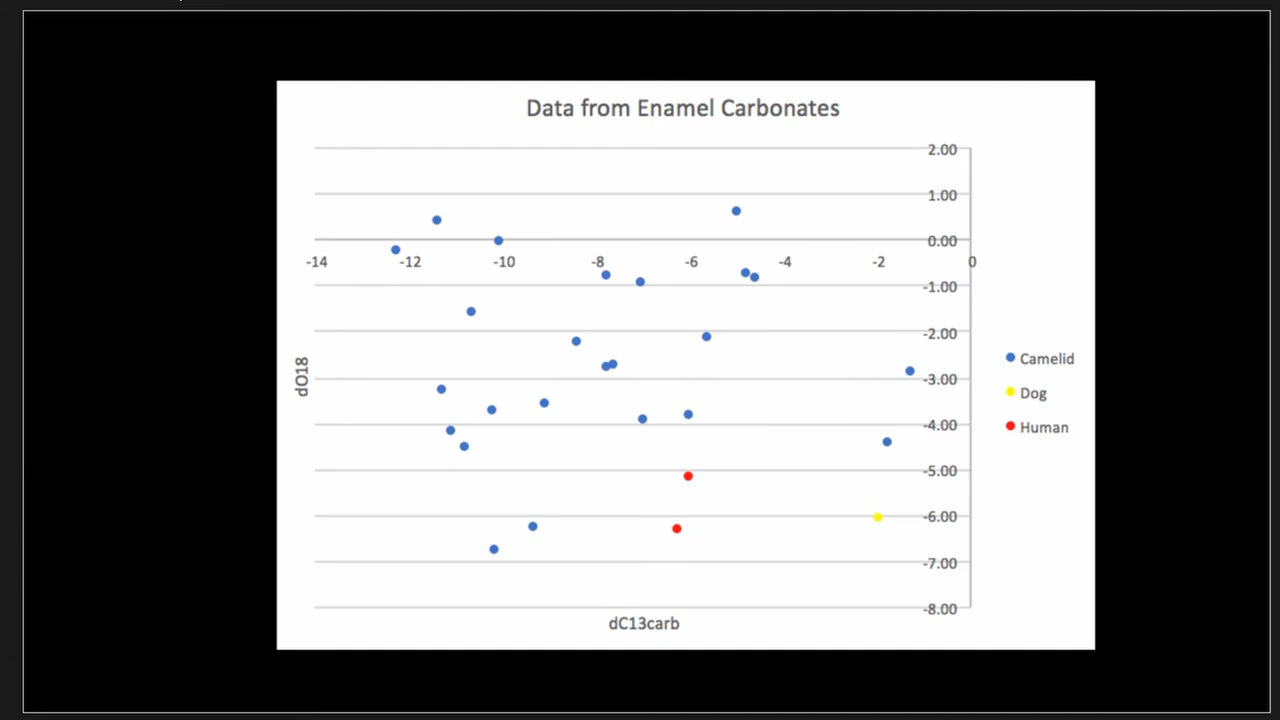 Data from Enamel Carbonates
2.00
1.00
0.00
-14 -12 -10 -8 -6 -4 -2 0
-1.00
-2.00
-3.00
-4.00
-5.00
-6.00
-7.00
-8.00
dO18
dC13carb
Camelid
Dog
Human